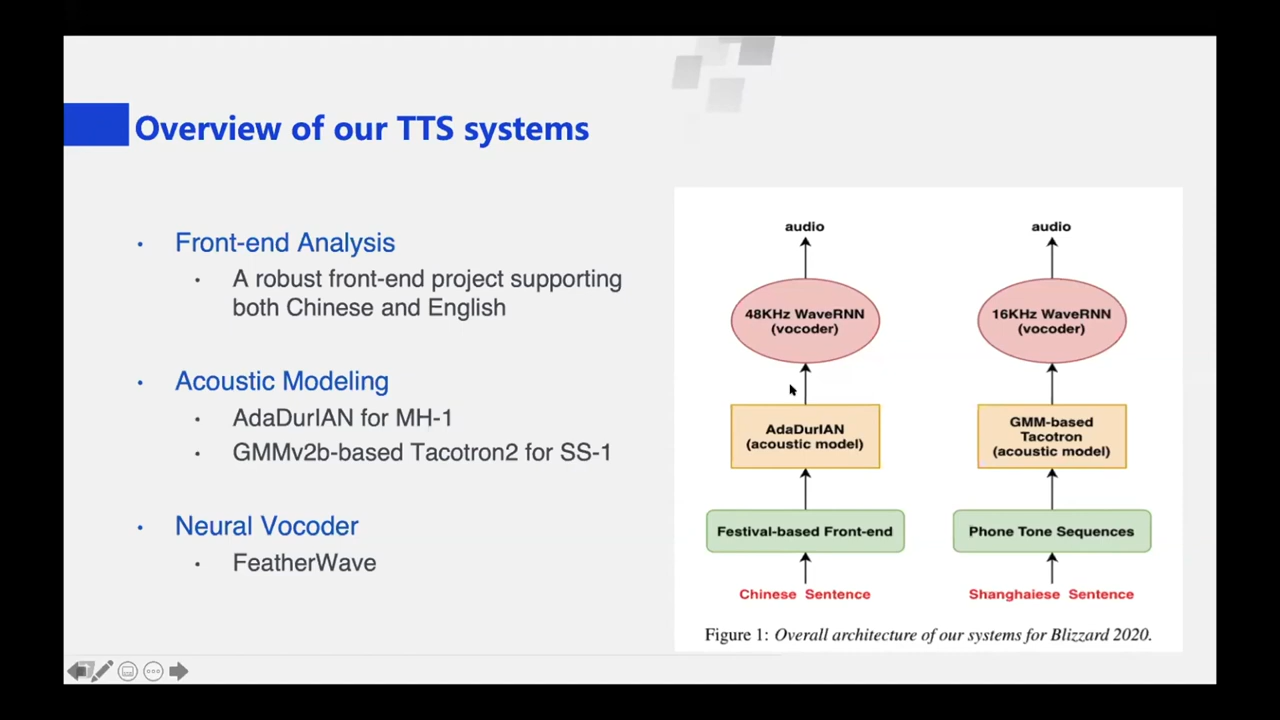 Overview of our TTS systems
• Front-end Analysis
• A robust front-end project supporting
both Chinese and English
• Acoustic Modeling
• AdaDurIAN for MH-1
• GMMv2b-based Tacotron2 for SS-1
• Neural Vocoder
• FeatherWave
audio
48KHz WaveRNN
(vocoder)
AdaDurIAN
(acoustic model)
Festival-based Front-end
Chinese Sentence
audio
16KHz WaveRNN
(vocoder)
GMM-based
Tacotron
(acoustic model)
Phone Tone Sequences
Shanghaiese Sentence
Figure 1: Overall architecture of our systems for Blizzard 2020.